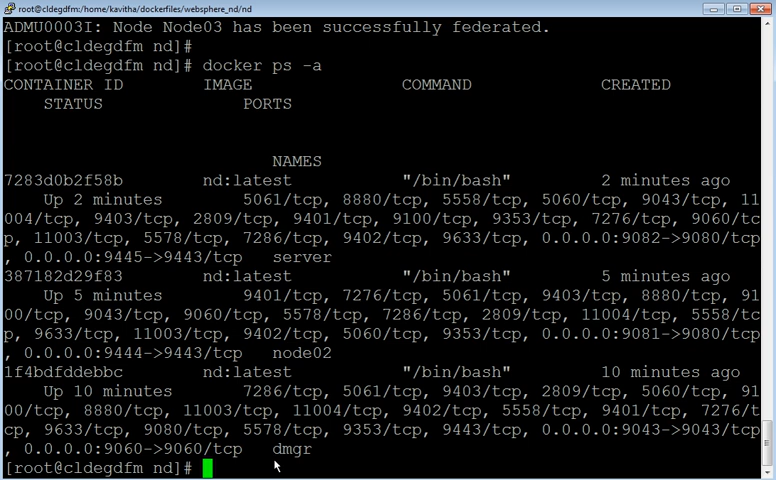 root@cldegdfm:/home/kavitha/dockerfiles/websphere_nd/nd
ADMU0003I: Node Node03 has been successfully federated.
[root@cldegdfm nd]#
[root@cldegdfm nd]# docker ps -a
CONTAINER ID IMAGE COMMAND CREATED
STATUS PORTS
NAMES
7283d0b2f58b nd:latest "/bin/bash" 2 minutes ago
Up 2 minutes 5061/tcp, 8880/tcp, 5558/tcp, 5060/tcp, 9043/tcp, 11
004/tcp, 9403/tcp, 2809/tcp, 9401/tcp, 9100/tcp, 9353/tcp, 7276/tcp, 9060/tc
p, 11003/tcp, 5578/tcp, 7286/tcp, 9402/tcp, 9633/tcp, 0.0.0.0:9082->9080/tcp
, 0.0.0.0:9445->9443/tcp server
387182d29f83 nd:latest "/bin/bash" 5 minutes ago
Up 5 minutes 9401/tcp, 7276/tcp, 5061/tcp, 9403/tcp, 8880/tcp, 91
00/tcp, 9043/tcp, 9060/tcp, 5578/tcp, 7286/tcp, 2809/tcp, 11004/tcp, 5558/tc
p, 9633/tcp, 11003/tcp, 9402/tcp, 5060/tcp, 9353/tcp, 0.0.0.0:9081->9080/tcp
, 0.0.0.0:9444->9443/tcp node02
1f4bdfddebbc nd:latest "/bin/bash" 10 minutes ago
Up 10 minutes 7286/tcp, 5061/tcp, 9403/tcp, 2809/tcp, 5060/tcp, 91
00/tcp, 8880/tcp, 11003/tcp, 11004/tcp, 9402/tcp, 5558/tcp, 9401/tcp, 7276/t
cp, 9633/tcp, 9080/tcp, 5578/tcp, 9353/tcp, 9443/tcp, 0.0.0.0:9043->9043/tcp
, 0.0.0.0:9060->9060/tcp dmgr
[root@cldegdfm nd]#